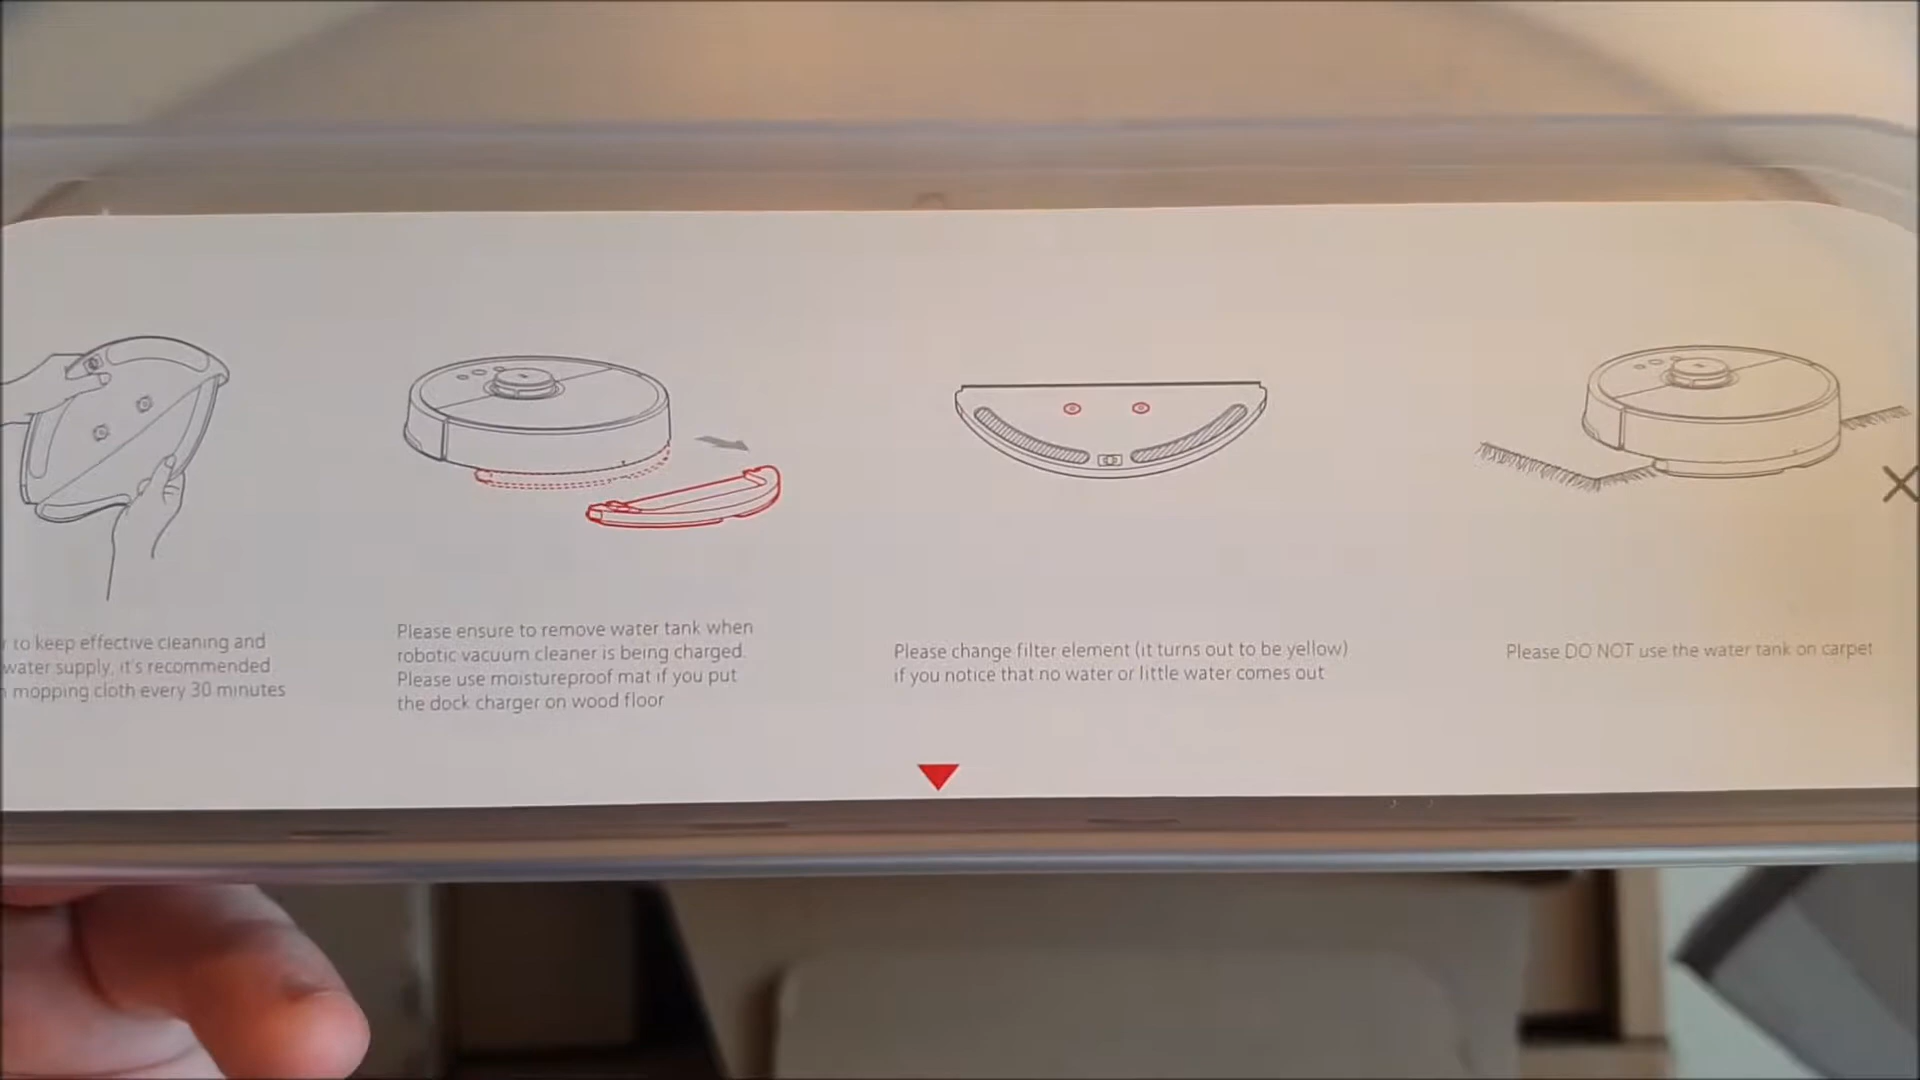 to keep effective cleaning and
water supply, it's recommended
mopping cloth every 30 minutes
Please ensure to remove water tank when
robotic vacuum cleaner is being charged.
Please use moistureproof mat if you put
the dock charger on wood floor
Please change filter element (it turns out to be yellow)
if you notice that no water or little water comes out
Please DO NOT use the water tank on carpet